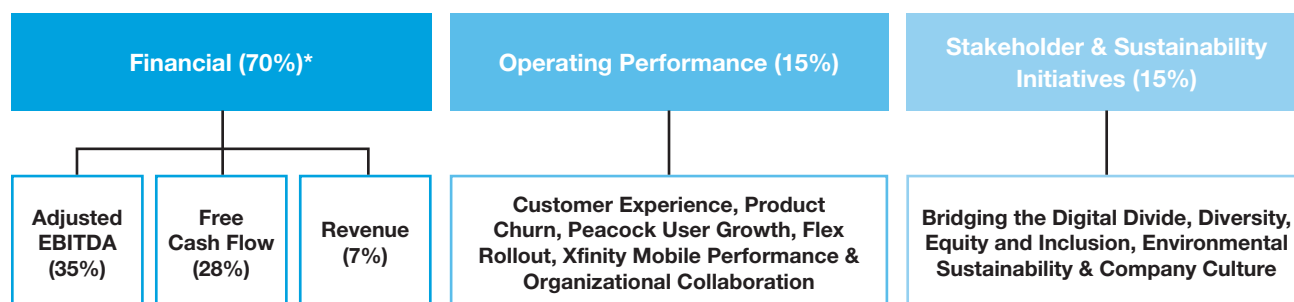 Financial (70%)*
Operating Performance (15%)
Stakeholder & Sustainability
Initiatives (15%)
Adjusted
EBITDA
(35%)
Free
Cash Flow
(28%)
Revenue
(7%)
Customer Experience, Product
Churn, Peacock User Growth, Flex
Rollout, Xfinity Mobile Performance &
Organizational Collaboration
Bridging the Digital Divide, Diversity,
Equity and Inclusion, Environmental
Sustainability & Company Culture